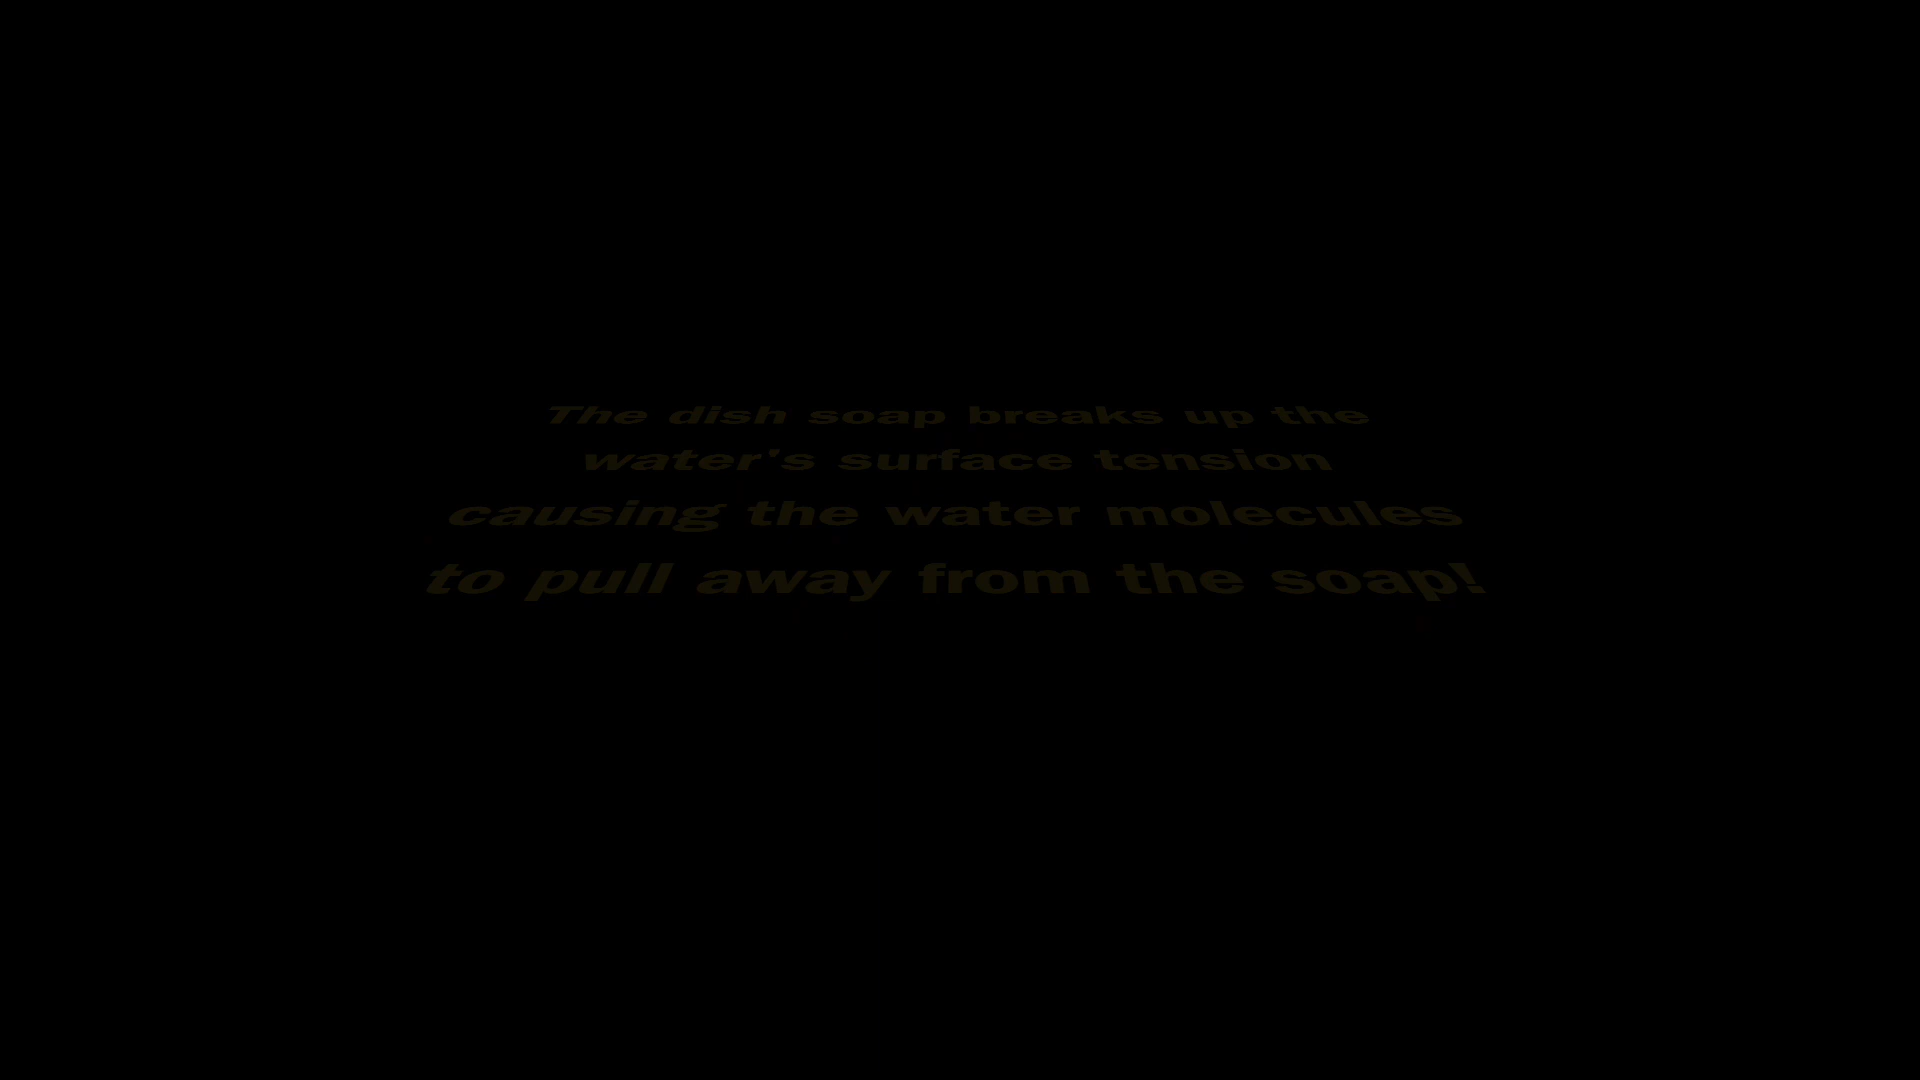 The dish soap breaks up the
water's surface tension
causing the water molecules
to pull away from the soap!